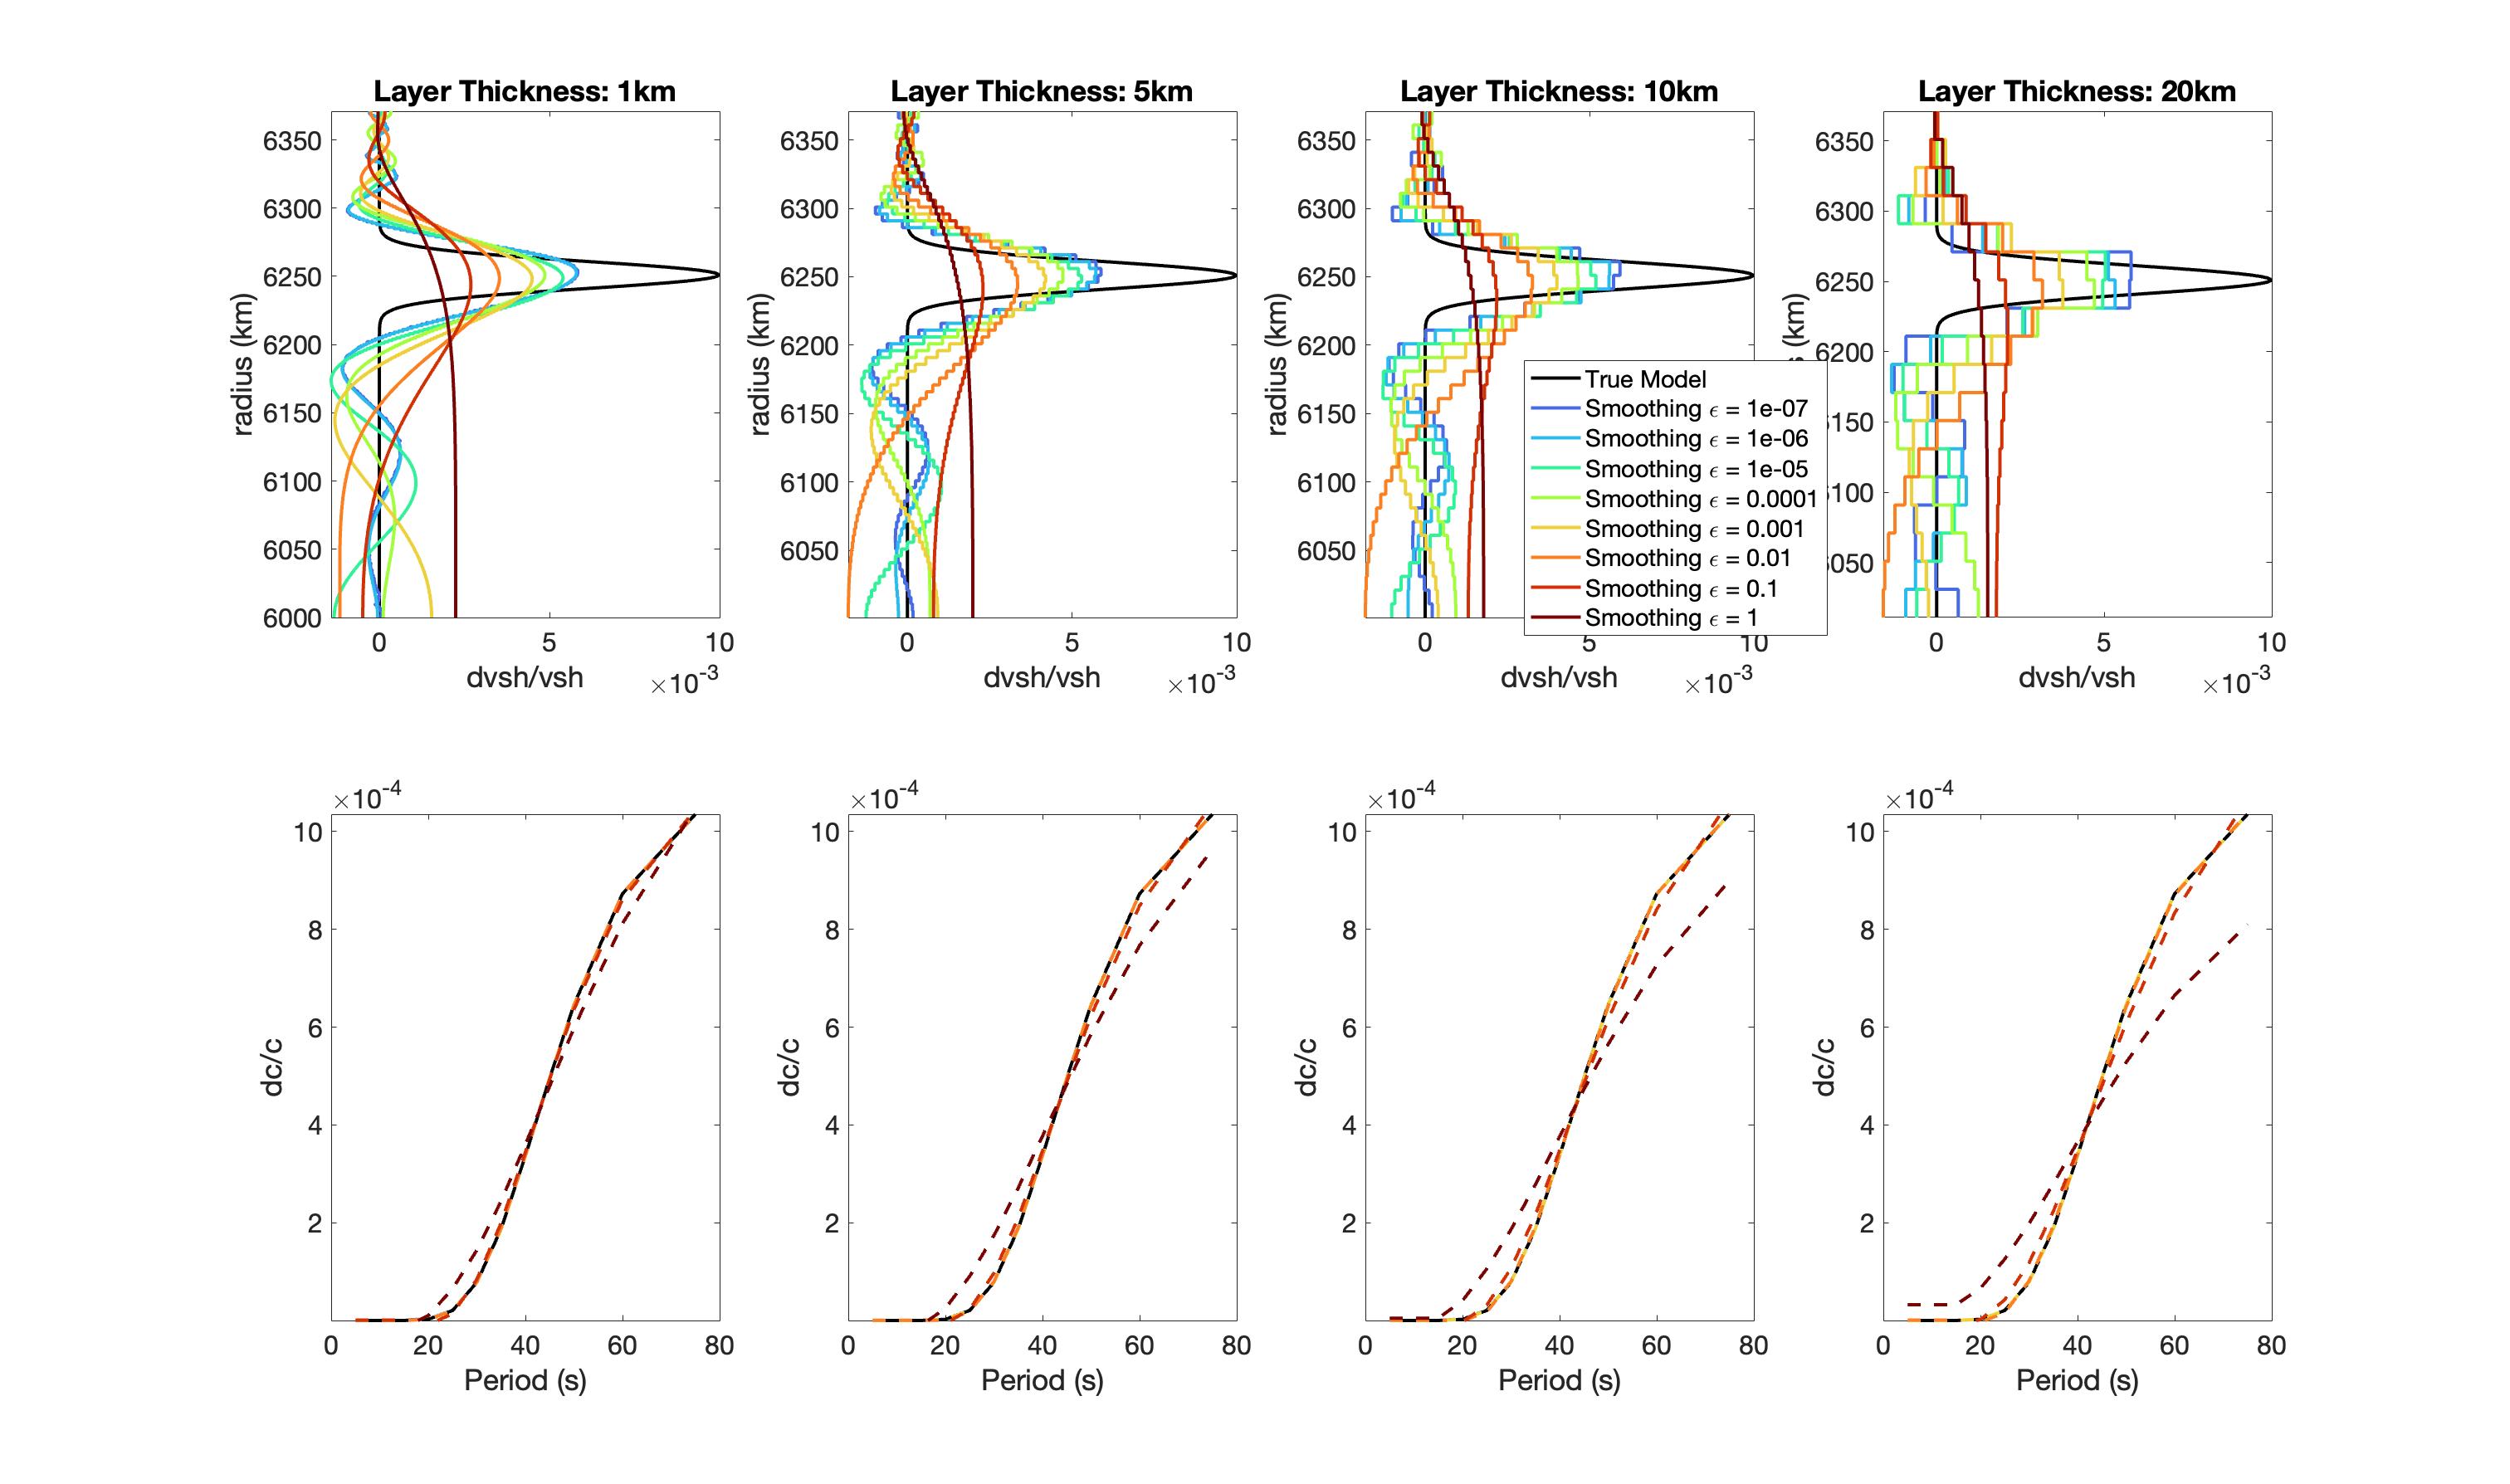 Layer Thickness: 1km
6350
6300
6250
6200
6150
6100
6050
6000
radius (km)
0 5 10
dvsh/vsh
×10-3
Layer Thickness: 5km
6350
6300
6250
6200
6150
6100
6050
radius (km)
0 5 10
dvsh/vsh
×10-3
Layer Thickness: 10km
6350
6300
6250
6200
6150
6100
6050
radius (km)
0 5 10
dvsh/vsh
×10-3
True Model
Smoothing ϵ = 1e-07
Smoothing ϵ = 1e-06
Smoothing ϵ = 1e-05
Smoothing ϵ = 0.0001
Smoothing ϵ = 0.001
Smoothing ϵ = 0.01
Smoothing ϵ = 0.1
Smoothing ϵ = 1
Layer Thickness: 20km
6350
6300
6250
6200
(km)
0 5 10
dvsh/vsh
×10-3
×10-4
10
8
6
4
2
dc/c
0 20 40 60 80
Period (s)
×10-4
10
8
6
4
2
dc/c
0 20 40 60 80
Period (s)
×10-4
10
8
6
4
2
dc/c
0 20 40 60 80
Period (s)
×10-4
10
8
6
4
2
dc/c
0 20 40 60 80
Period (s)